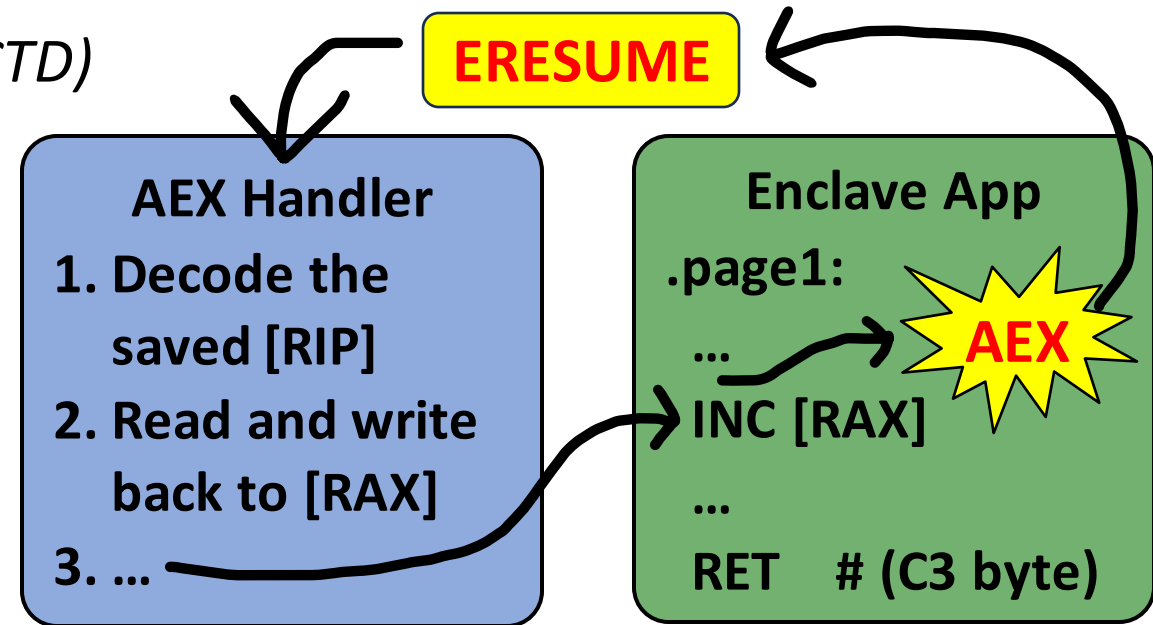 ERESUME
AEX Handler
1. Decode the
saved [RIP]
2. Read and write
back to [RAX]
3. ...
Enclave App
.page1:
...
AEX
INC [RAX]
...
RET # (C3 byte)